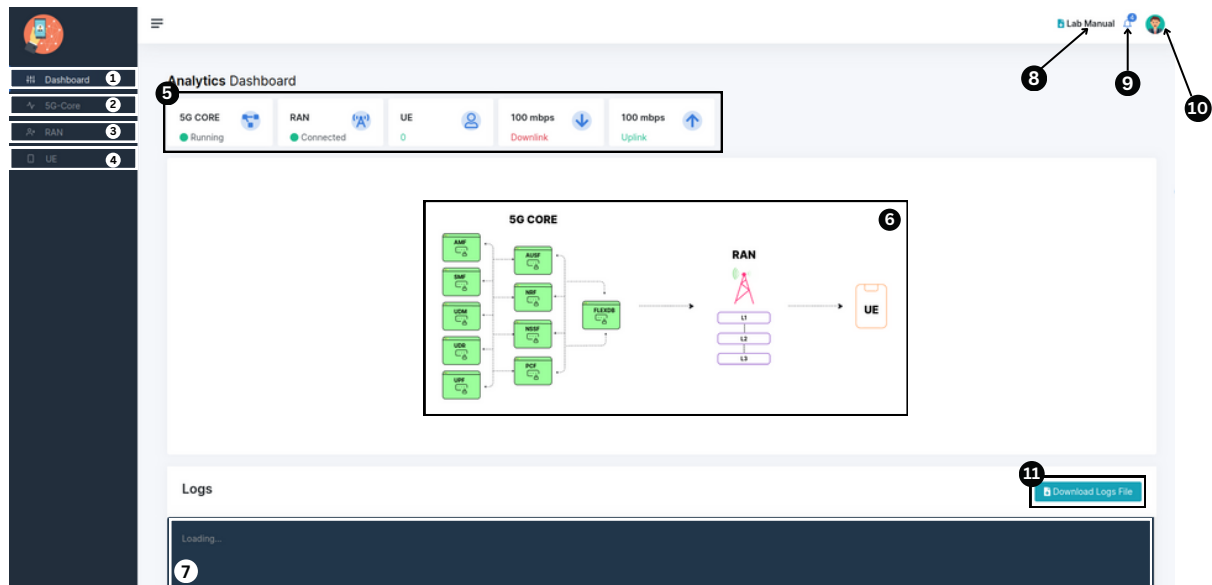 Lab Manual
4
8
9
10
Dashboard 1
5G-Core 2
RAN 3
UE 4
Analytics Dashboard
5
5G CORE
Running
RAN
Connected
UE
0
100 mbps
Downlink
100 mbps
Uplink
6
5G CORE
AMF
SMF
UDM
UDR
UPF
AUSF
NRF
NSSF
PCF
FLEXDB
RAN
L1
L2
L3
UE
Logs
11
Download Logs File
Loading...
7